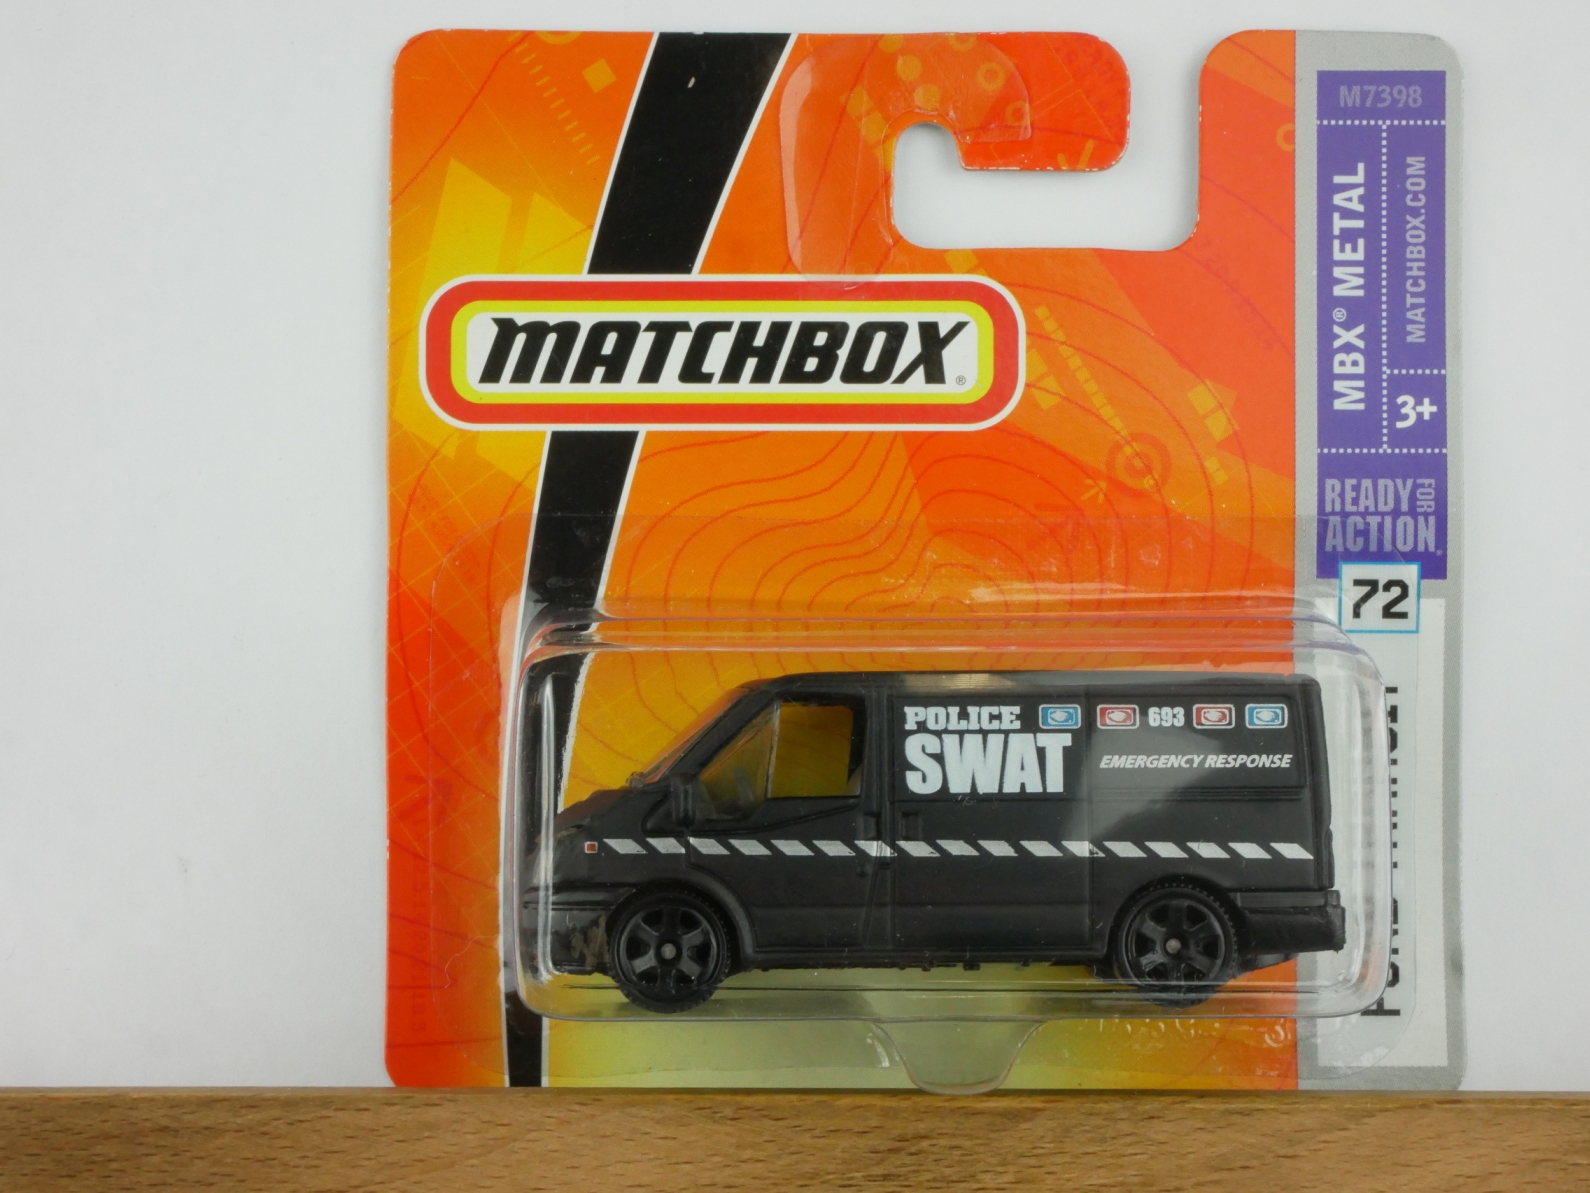 MATCHBOX®
M7398
MBX® METAL
MATCHBOX.COM
3+
READY FOR ACTION®
72
POLICE
SWAT
693
EMERGENCY RESPONSE